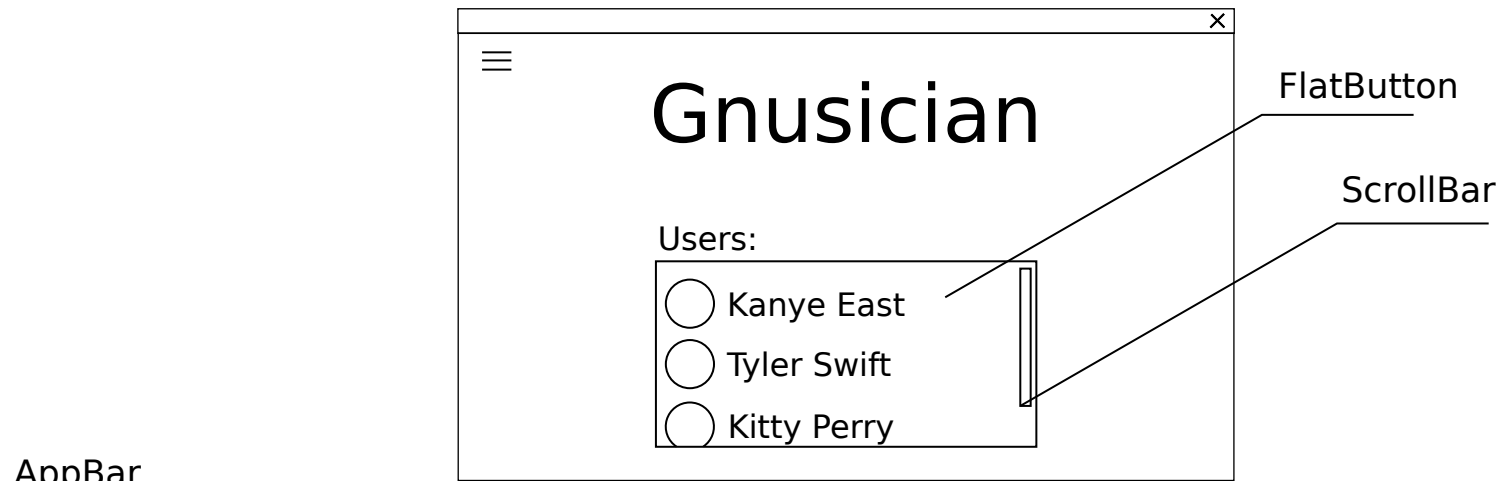 FlatButton
Gnusician
ScrollBar
Users:
Kanye East
Tyler Swift
Kitty Perry
AppBar